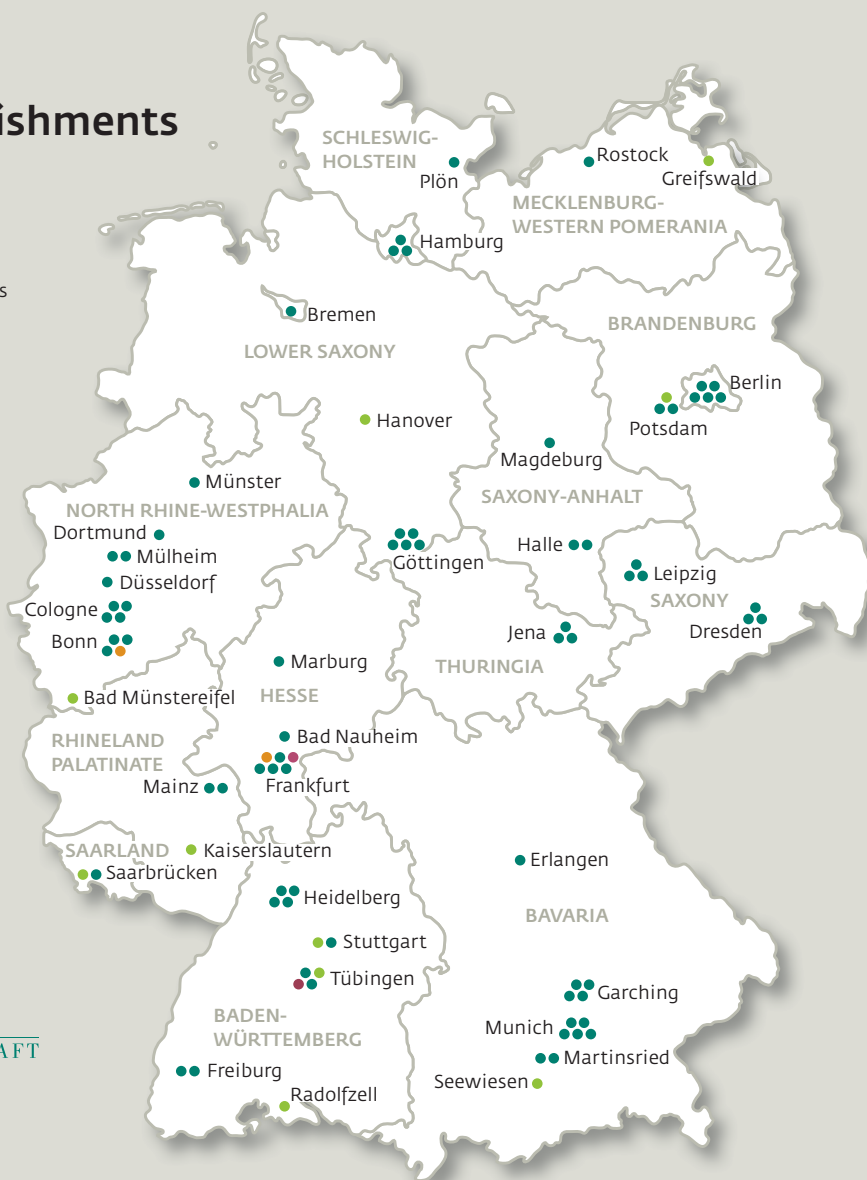 ishments
SCHLESWIG-
HOLSTEIN
Plön
Rostock
Greifswald
MECKLENBURG-
WESTERN POMERANIA
Hamburg
s
Bremen
LOWER SAXONY
BRANDENBURG
Berlin
Potsdam
Hanover
Magdeburg
SAXONY-ANHALT
Münster
NORTH RHINE-WESTPHALIA
Dortmund
Mülheim
Düsseldorf
Cologne
Bonn
Göttingen
Halle
Leipzig
SAXONY
Dresden
Jena
THURINGIA
Marburg
HESSE
Bad Münstereifel
RHINELAND
PALATINATE
Bad Nauheim
Frankfurt
Mainz
SAARLAND
Kaiserslautern
Saarbrücken
Erlangen
Heidelberg
BAVARIA
Stuttgart
Tübingen
Garching
BADEN-
WÜRTTEMBERG
Munich
AFT
Martinsried
Freiburg
Seewiesen
Radolfzell